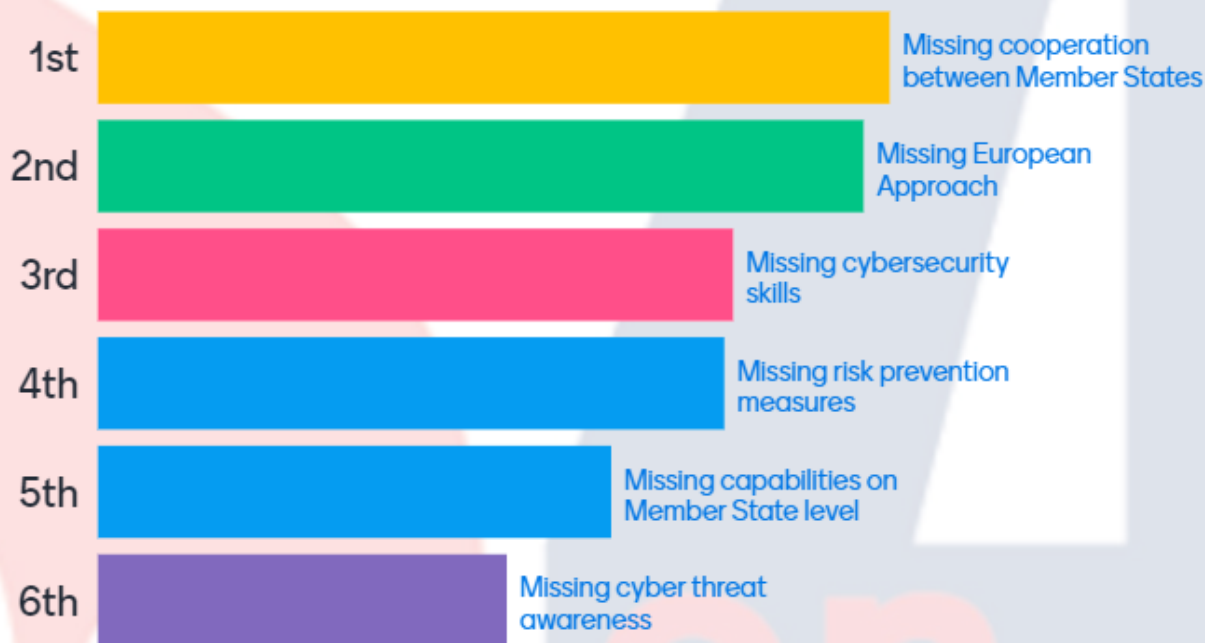 1st
Missing cooperation
between Member States
2nd
Missing European
Approach
3rd
Missing cybersecurity
skills
4th
Missing risk prevention
measures
5th
Missing capabilities on
Member State level
6th
Missing cyber threat
awareness